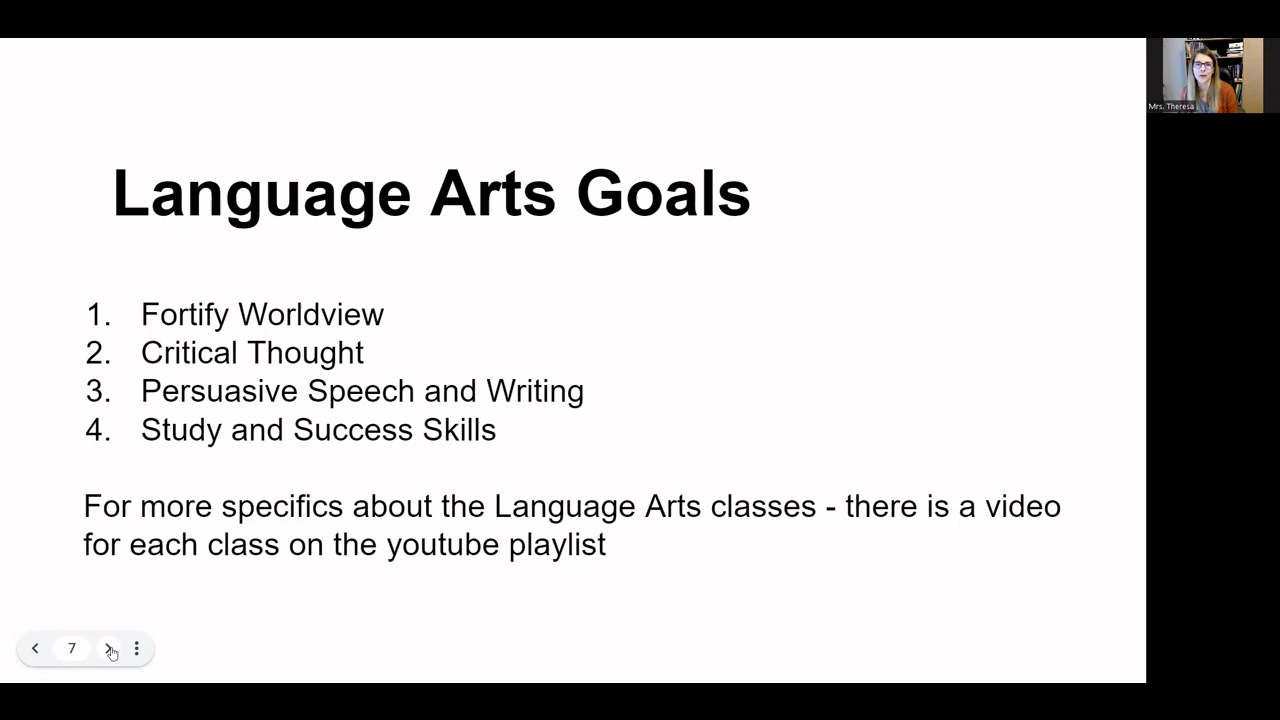 Language Arts Goals
1. Fortify Worldview
2. Critical Thought
3. Persuasive Speech and Writing
4. Study and Success Skills
For more specifics about the Language Arts classes - there is a video
for each class on the youtube playlist
7
Mrs. Theresa